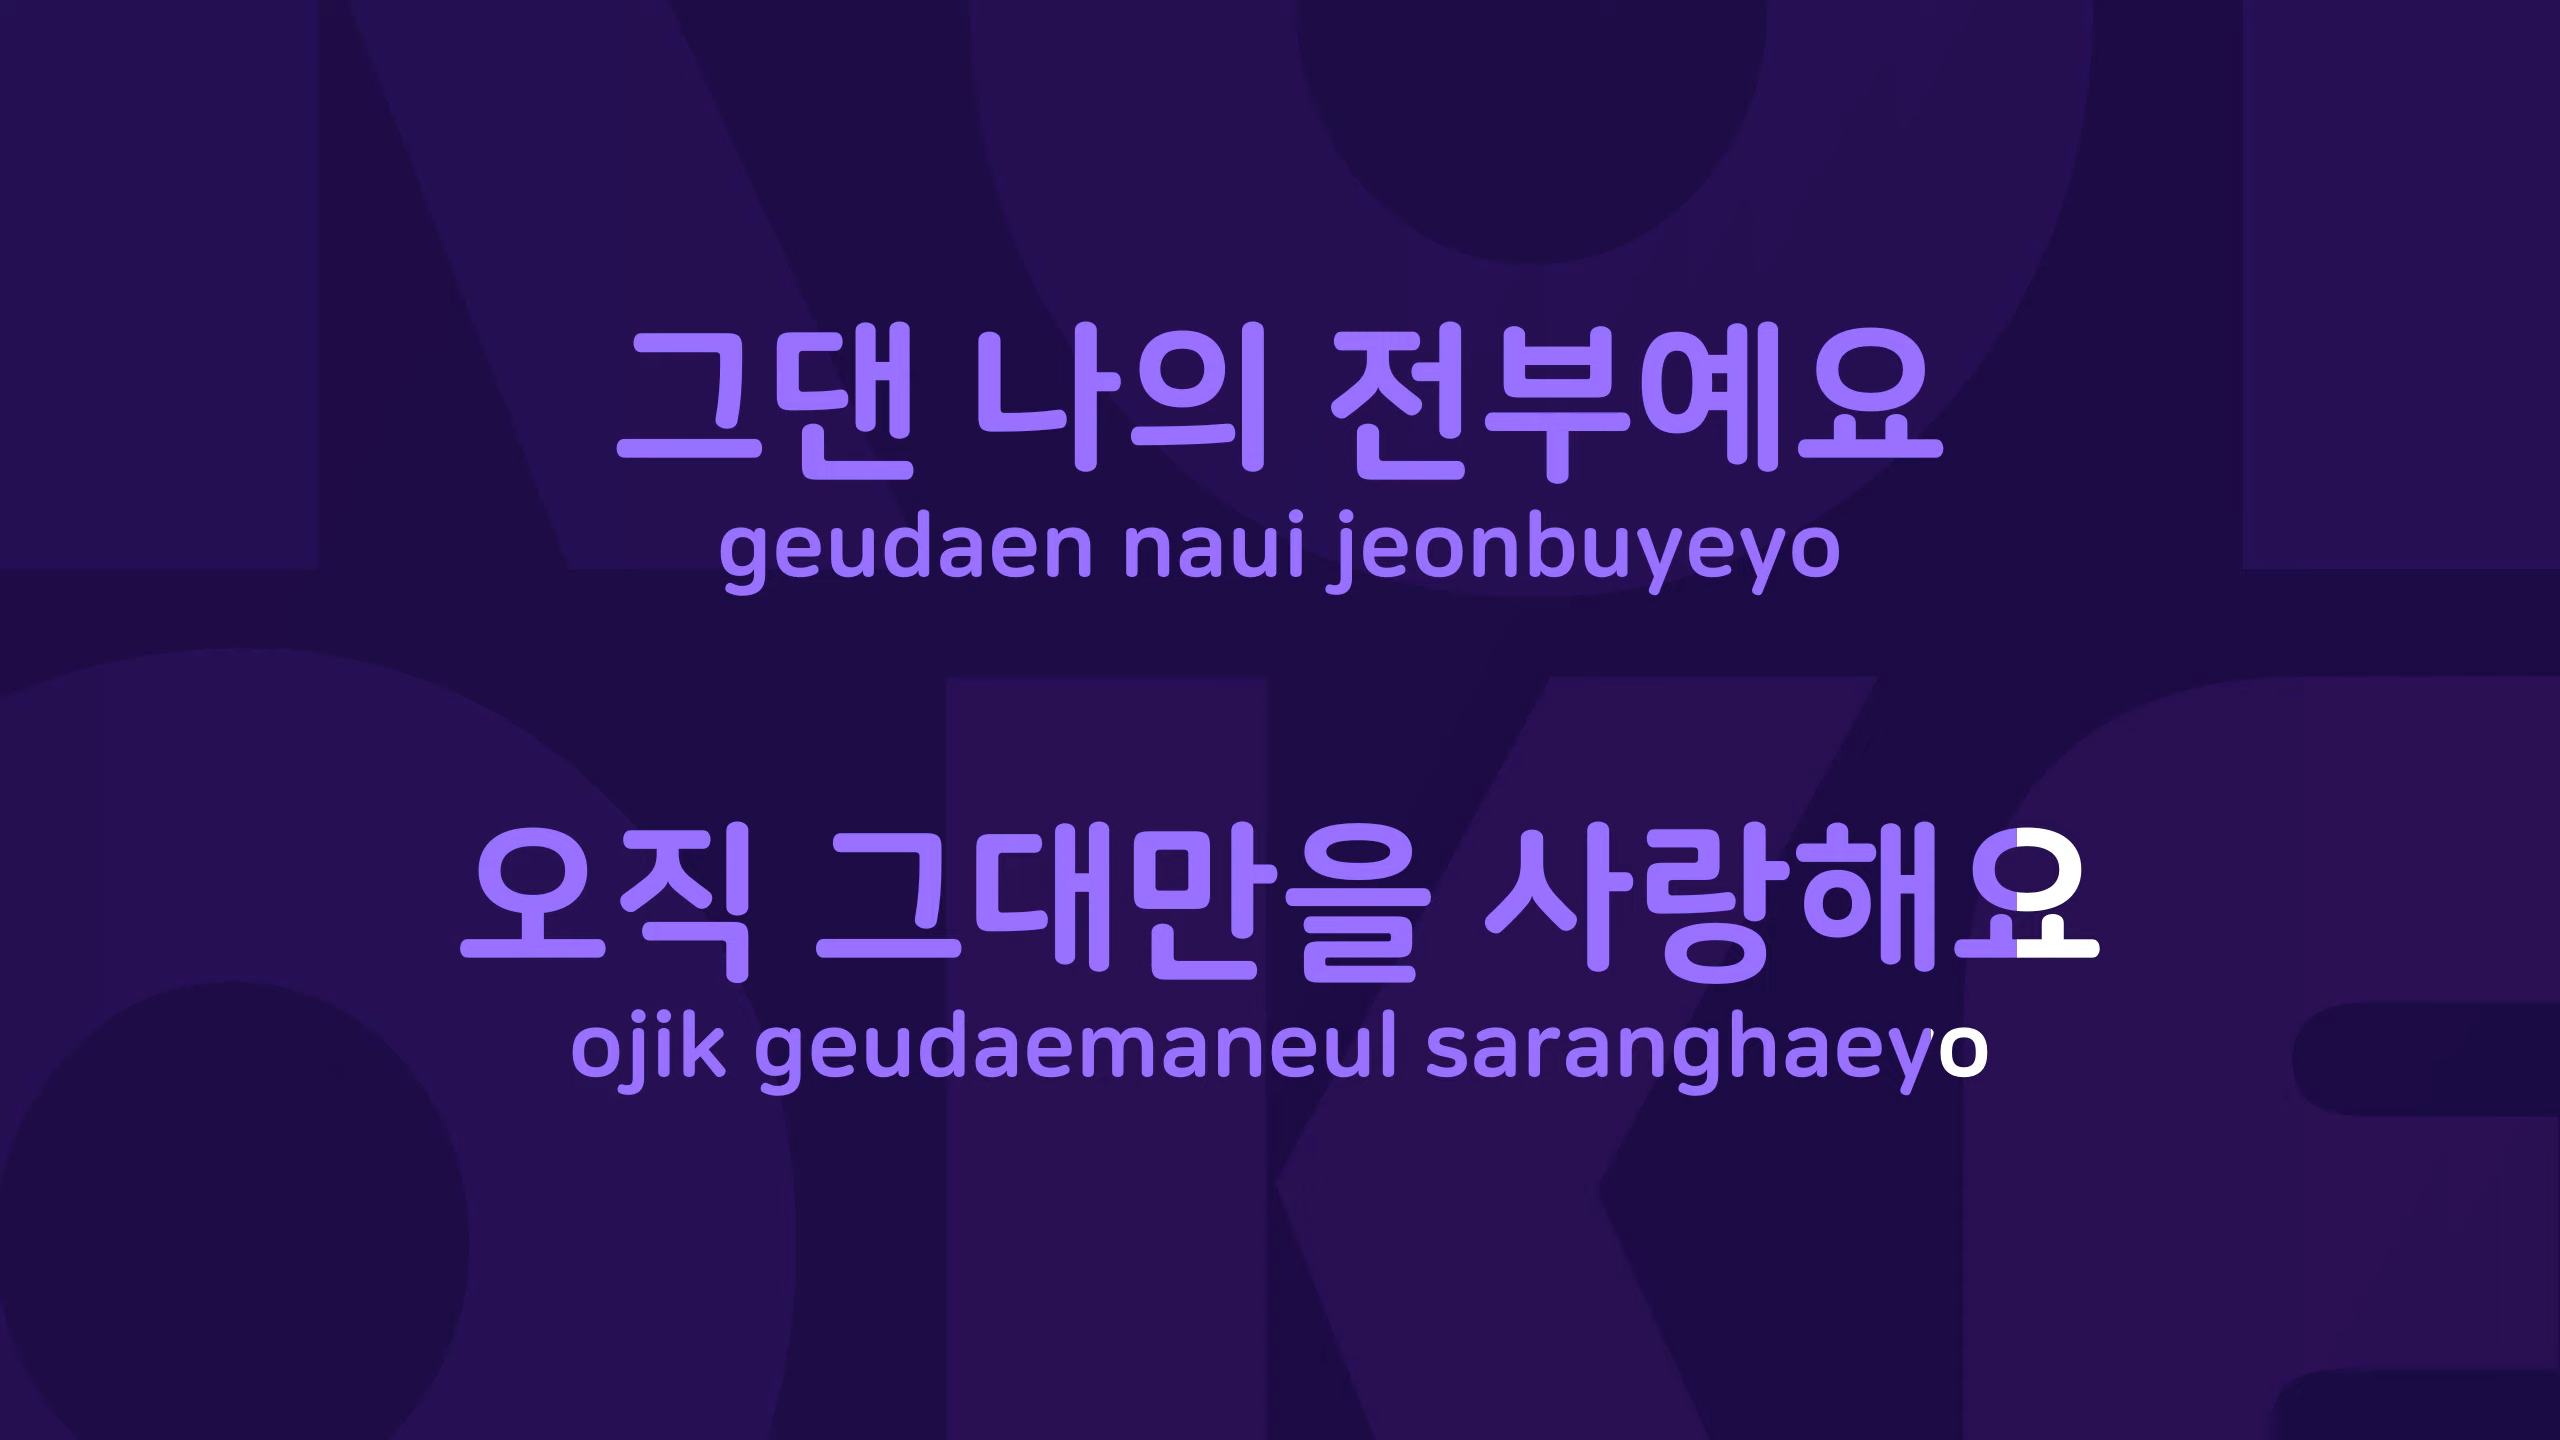 그댄 나의 전부예요
geudaen naui jeonbuyeyo
오직 그대만을 사랑해요
ojik geudaemaneul saranghaeyo